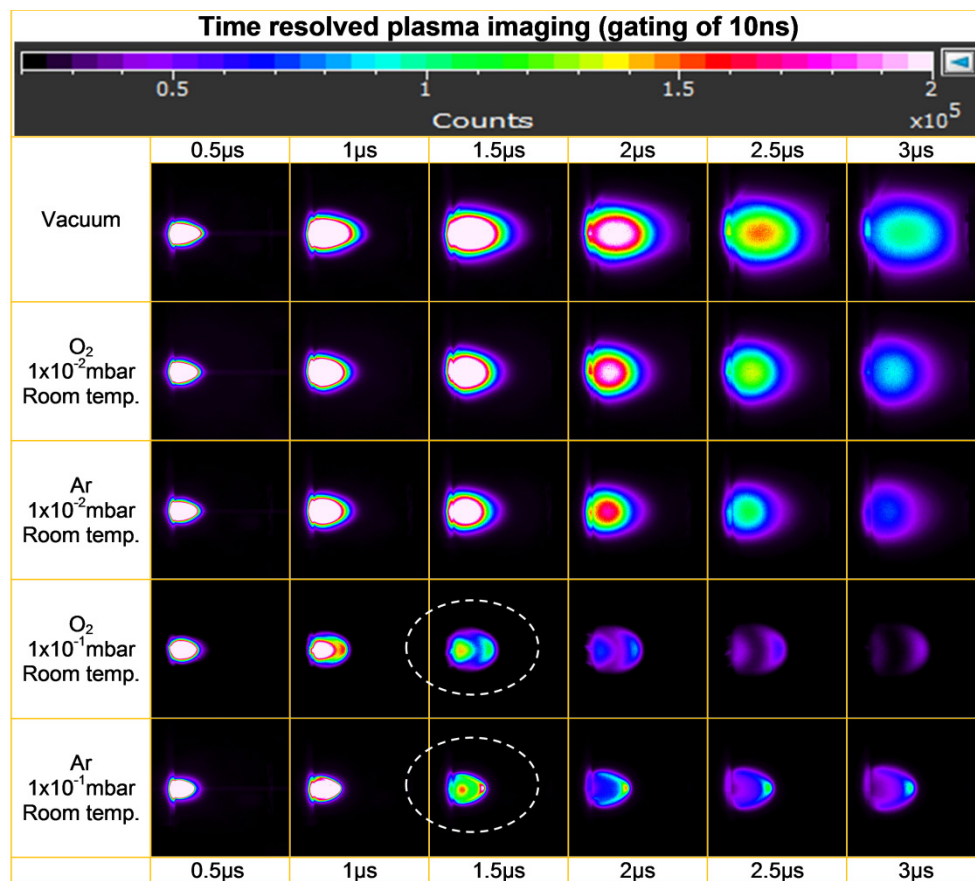 Time resolved plasma imaging (gating of 10ns)
0.5 1 1.5 2
Counts x10⁵
0.5µs 1µs 1.5µs 2µs 2.5µs 3µs
Vacuum
O₂
1x10⁻²mbar
Room temp.
Ar
1x10⁻²mbar
Room temp.
O₂
1x10⁻¹mbar
Room temp.
Ar
1x10⁻¹mbar
Room temp.
0.5µs 1µs 1.5µs 2µs 2.5µs 3µs